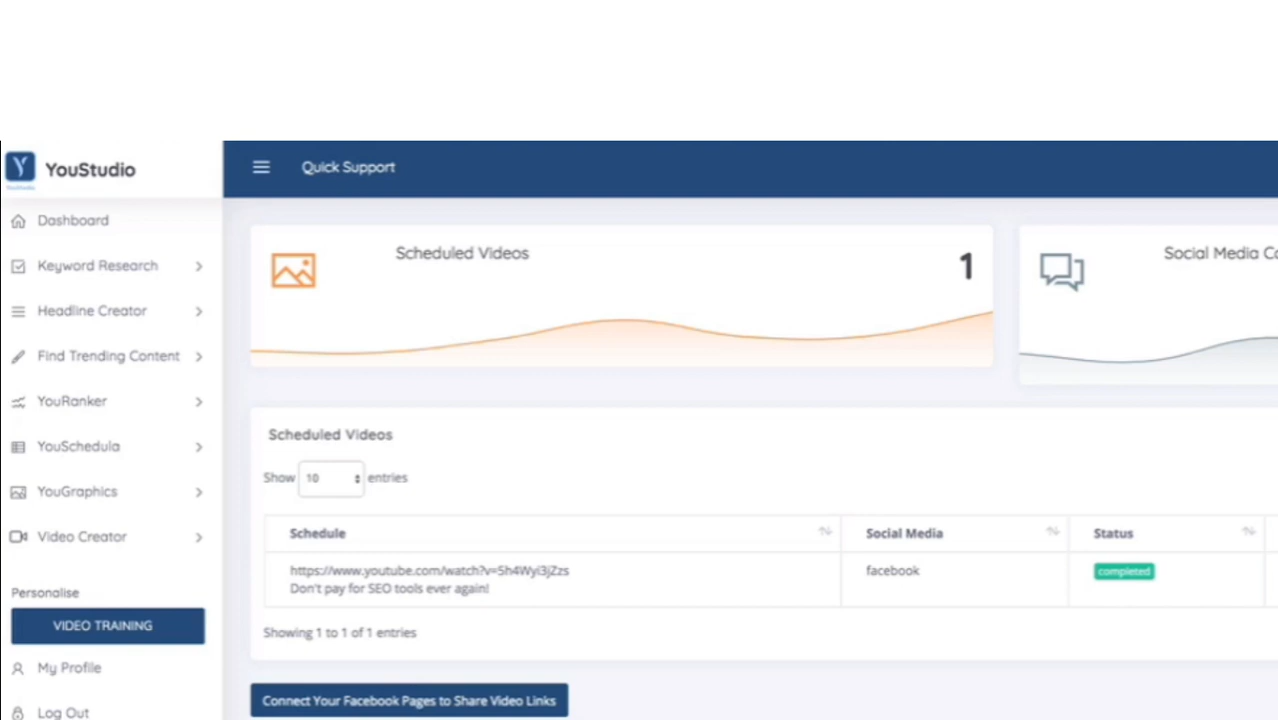 YouStudio
Quick Support
Dashboard
Keyword Research
Headline Creator
Find Trending Content
YouRanker
YouSchedula
YouGraphics
Video Creator
Personalise
VIDEO TRAINING
My Profile
Log Out
Scheduled Videos
1
Social Media
Scheduled Videos
Show 10 entries
Schedule Social Media Status
https://www.youtube.com/watch?v=5h4Wyi3jZzs facebook completed
Don't pay for SEO tools ever again!
Showing 1 to 1 of 1 entries
Connect Your Facebook Pages to Share Video Links